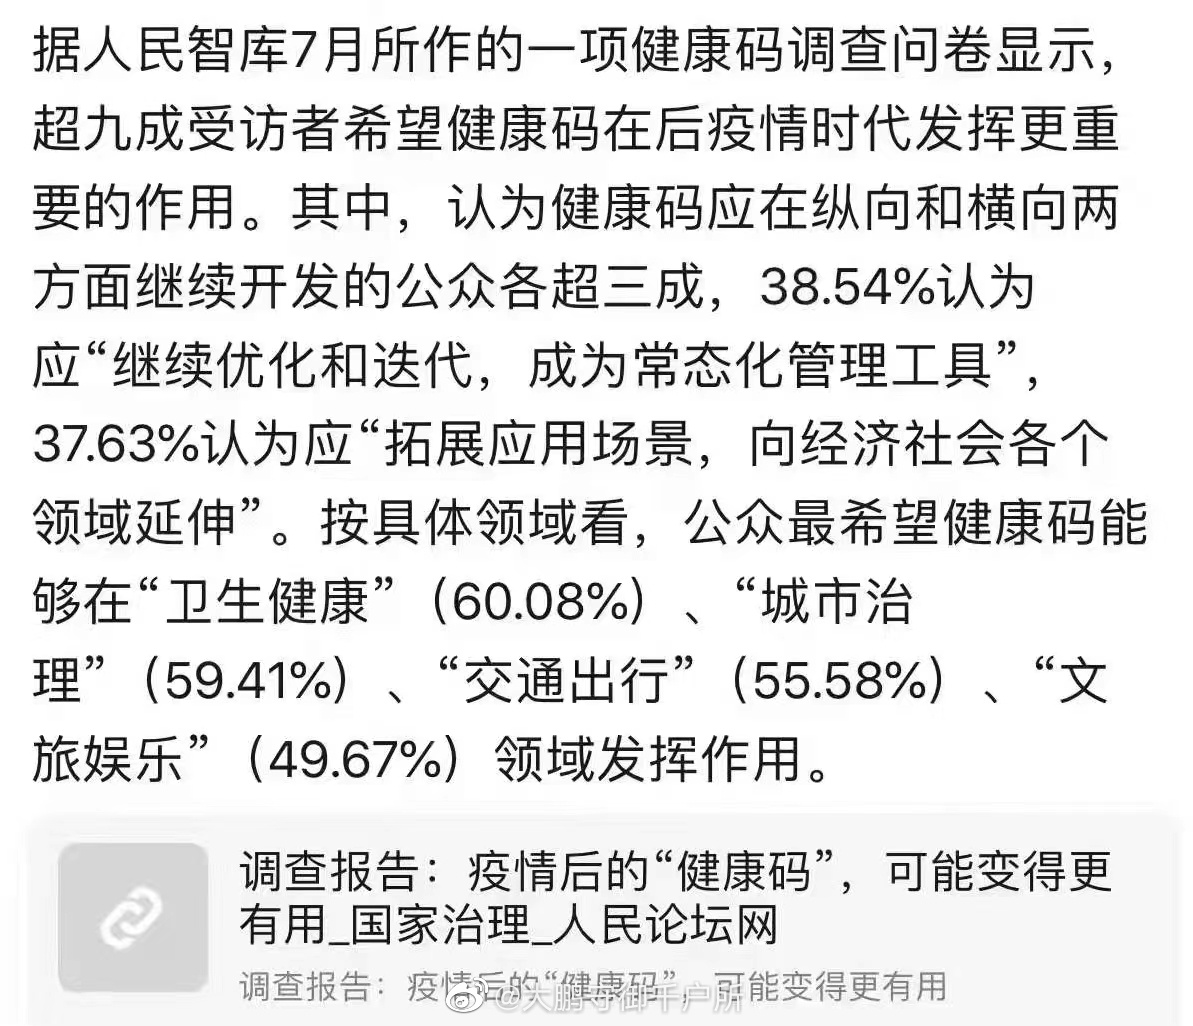 据人民智库7月所作的一项健康码调查问卷显示，
超九成受访者希望健康码在后疫情时代发挥更重
要的作用。其中，认为健康码应在纵向和横向两
方面继续开发的公众各超三成，38.54%认为
应“继续优化和迭代，成为常态化管理工具”，
37.63%认为应“拓展应用场景，向经济社会各个
领域延伸”。按具体领域看，公众最希望健康码能
够在“卫生健康”（60.08%）、“城市治
理”（59.41%）、“交通出行”（55.58%）、“文
旅娱乐”（49.67%）领域发挥作用。
调查报告：疫情后的“健康码”，可能变得更
有用_国家治理_人民论坛网
调查报告：疫情后的“健康码”，可能变得更有用
@大鹏守御千户所